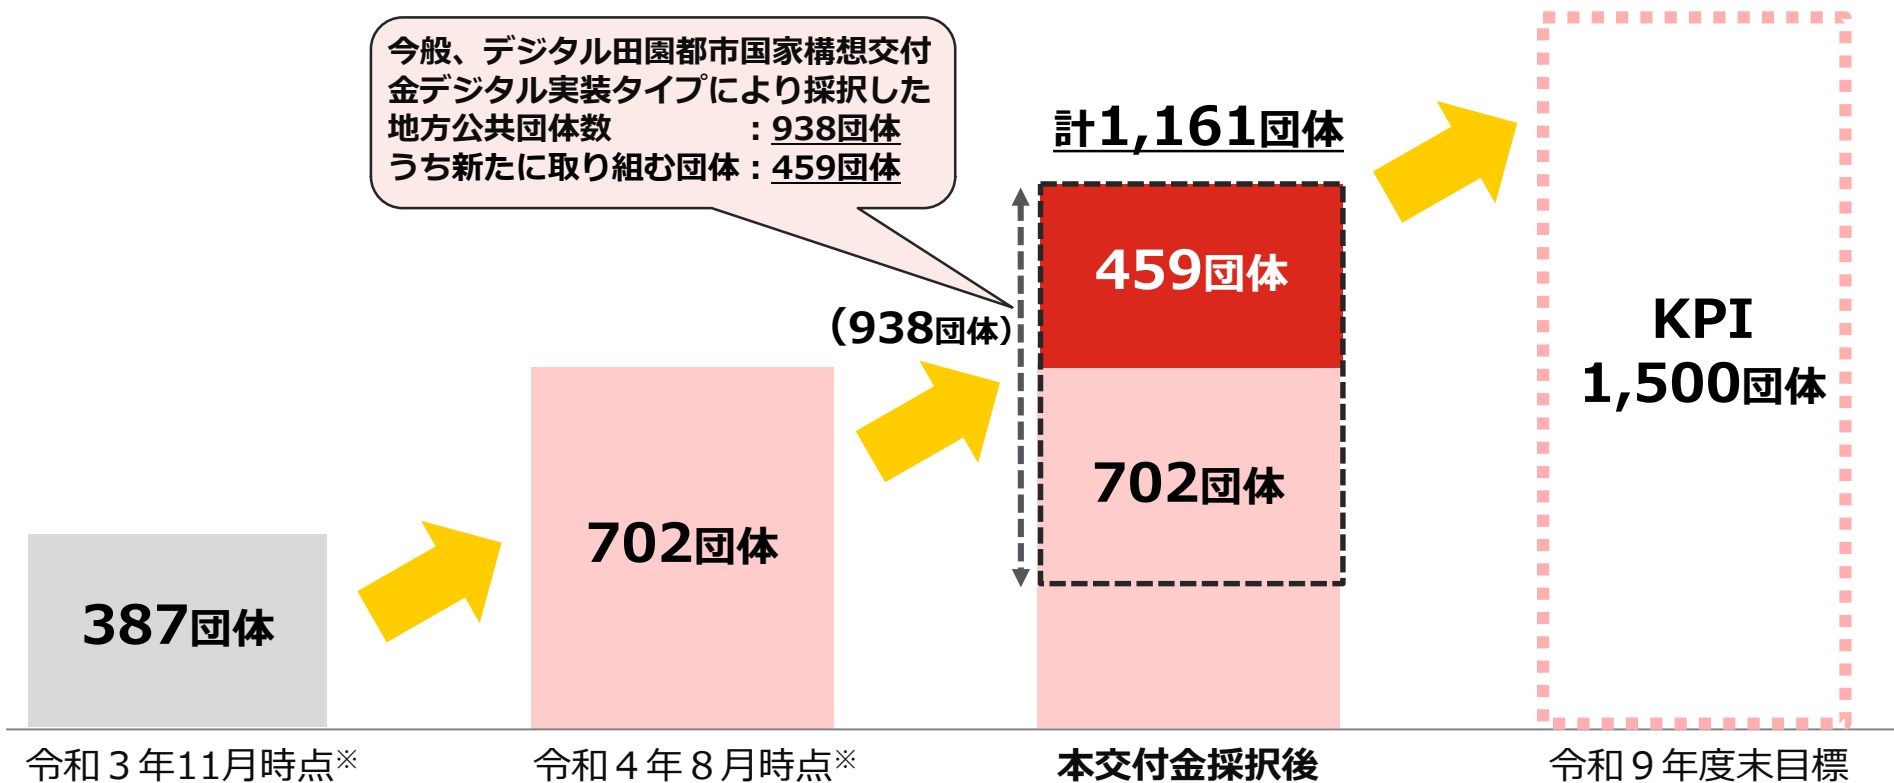 今般、デジタル田園都市国家構想交付
金デジタル実装タイプにより採択した
地方公共団体数　　　　：938団体
うち新たに取り組む団体：459団体
計1,161団体
459団体
（938団体）
KPI
1,500団体
702団体
702団体
387団体
令和３年11月時点※
令和４年８月時点※
本交付金採択後
令和９年度末目標